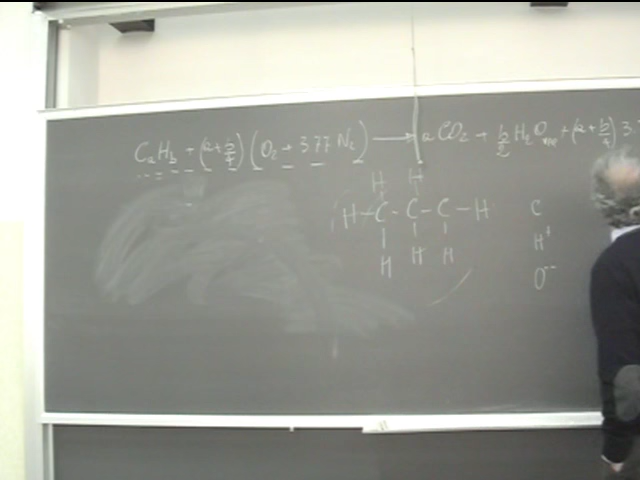 CaHb + (a + b/4) (O2 + 3.77 N2) → a CO2 + b/2 H2O + (a + b/4) 3.
H H
H - C - C - C - H C
H H H H+
O--